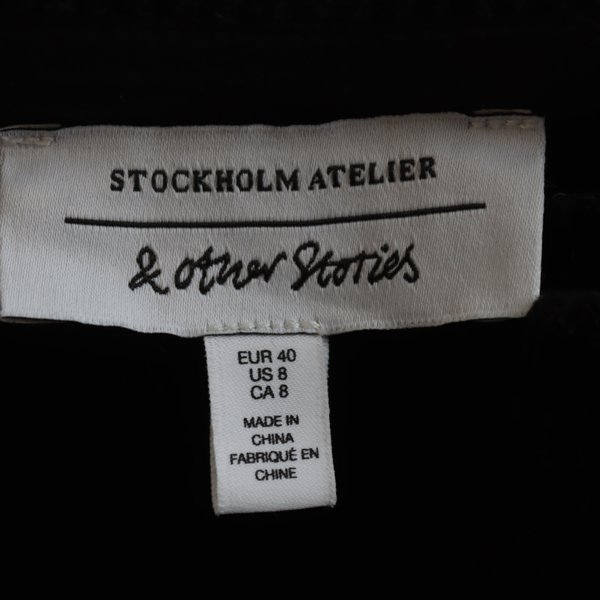 STOCKHOLM ATELIER
& other Stories
EUR 40
US 8
CA 8
MADE IN
CHINA
FABRIQUÉ EN
CHINE